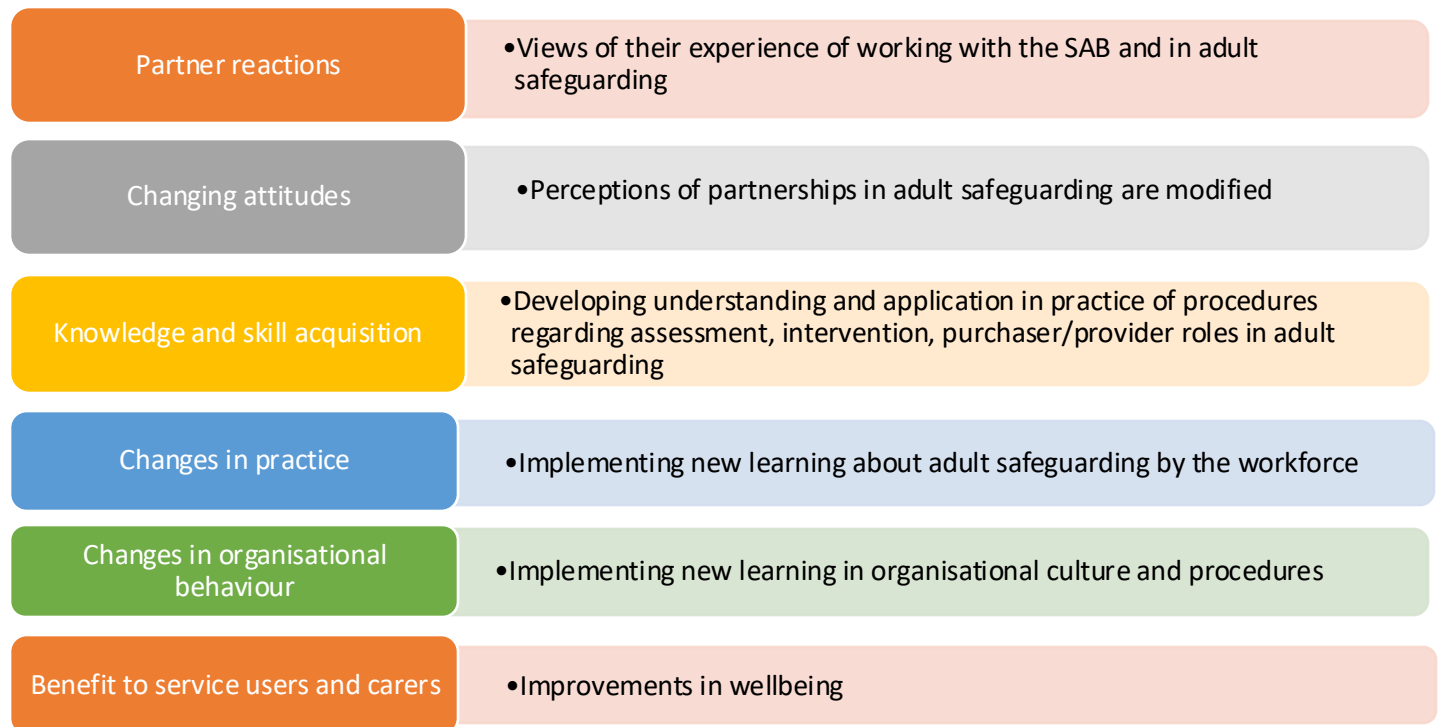 Partner reactions
•Views of their experience of working with the SAB and in adult
safeguarding
Changing attitudes
•Perceptions of partnerships in adult safeguarding are modified
Knowledge and skill acquisition
•Developing understanding and application in practice of procedures
regarding assessment, intervention, purchaser/provider roles in adult
safeguarding
Changes in practice
•Implementing new learning about adult safeguarding by the workforce
Changes in organisational
behaviour
•Implementing new learning in organisational culture and procedures
Benefit to service users and carers
•Improvements in wellbeing